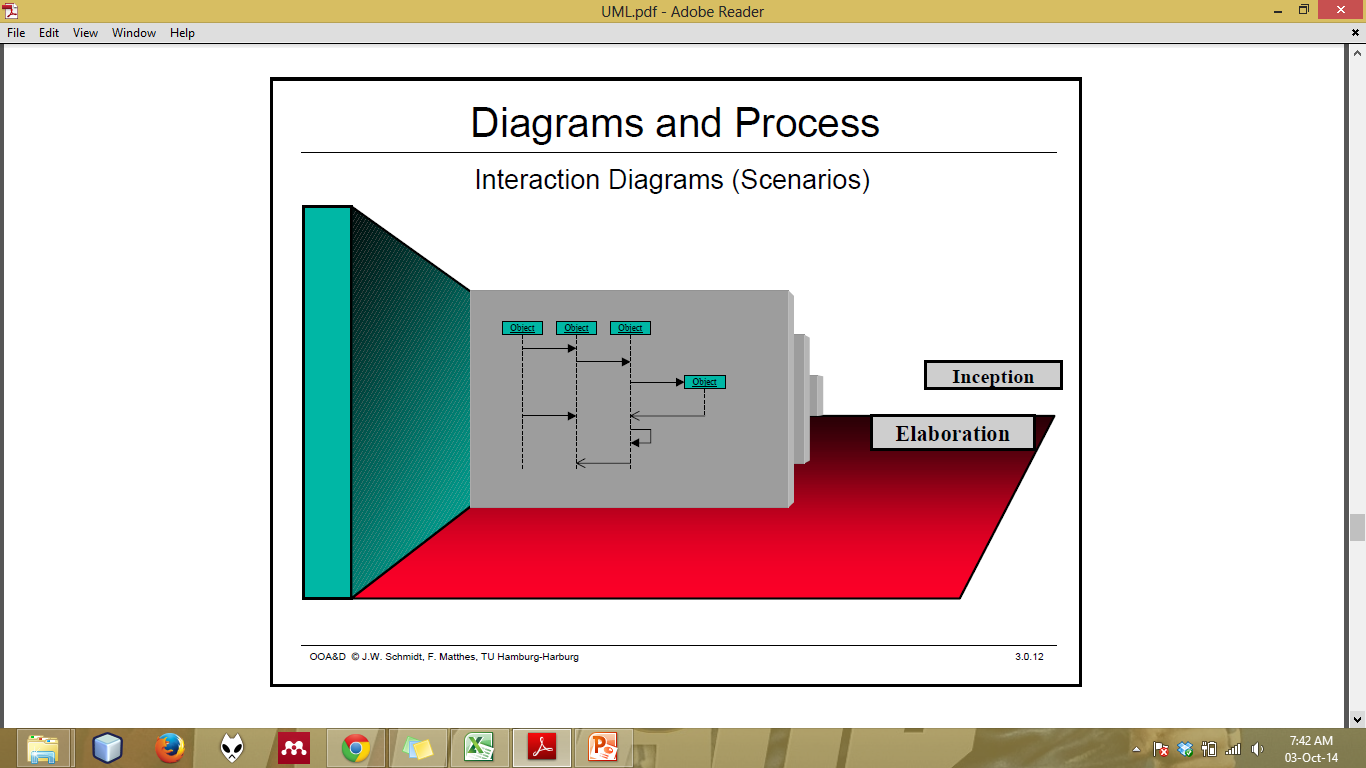 UML.pdf - Adobe Reader
File Edit View Window Help
Diagrams and Process
Interaction Diagrams (Scenarios)
Object Object Object
Object
Inception
Elaboration
OOA&D © J.W. Schmidt, F. Matthes, TU Hamburg-Harburg 3.0.12
7:42 AM
03-Oct-14